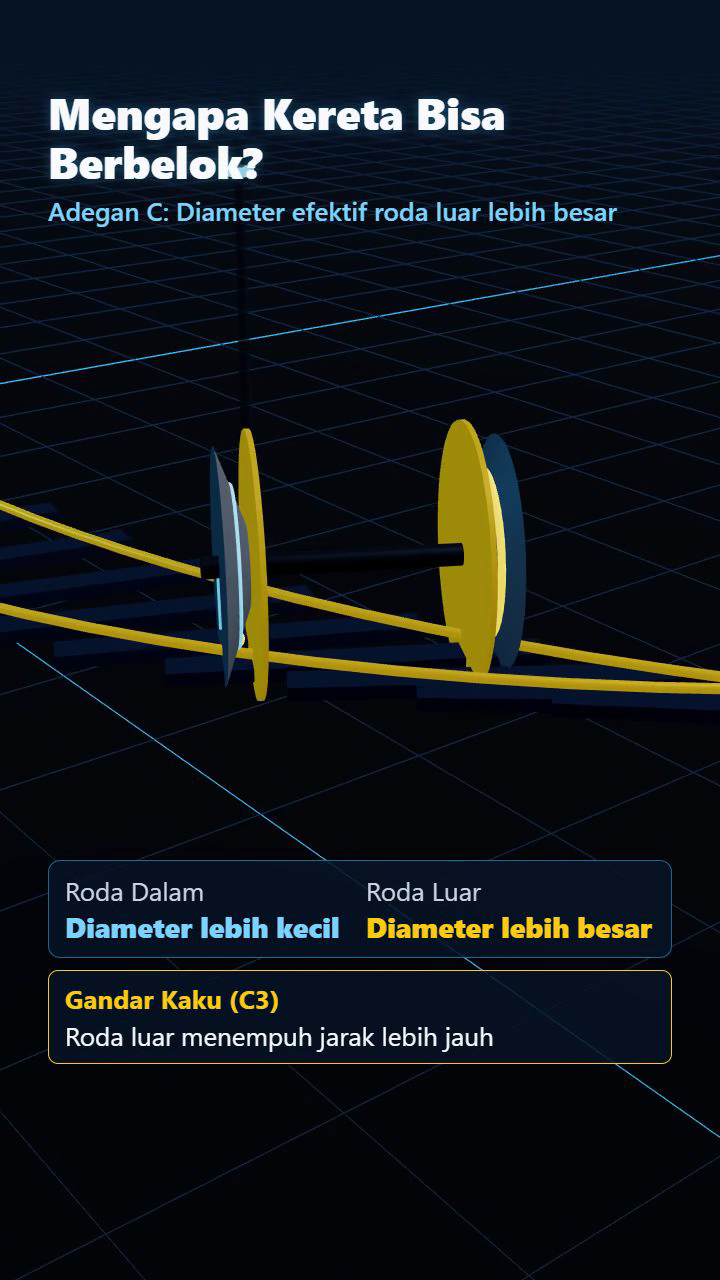 Mengapa Kereta Bisa
Berbelok?
Adegan C: Diameter efektif roda luar lebih besar
Roda Dalam
Diameter lebih kecil
Roda Luar
Diameter lebih besar
Gandar Kaku (C3)
Roda luar menempuh jarak lebih jauh